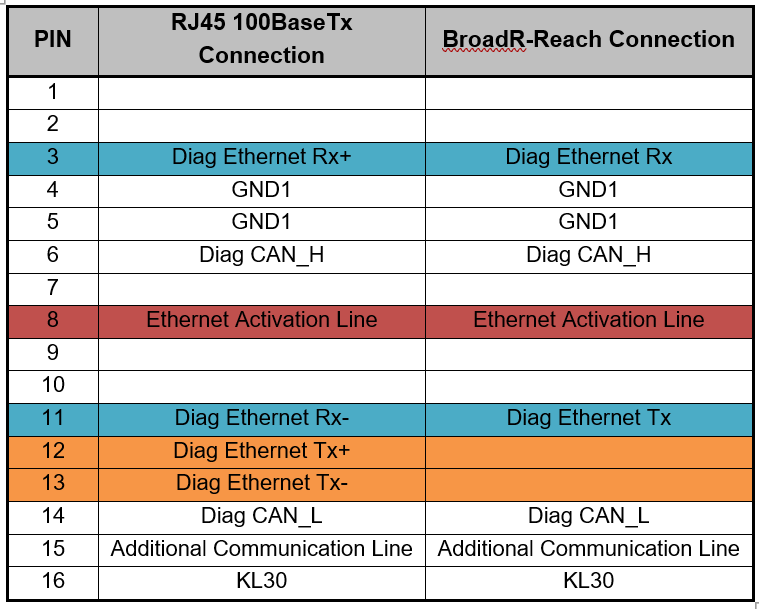 PIN RJ45 100BaseTx Connection BroadR-Reach Connection
1
2
3 Diag Ethernet Rx+ Diag Ethernet Rx
4 GND1 GND1
5 GND1 GND1
6 Diag CAN_H Diag CAN_H
7
8 Ethernet Activation Line Ethernet Activation Line
9
10
11 Diag Ethernet Rx- Diag Ethernet Tx
12 Diag Ethernet Tx+
13 Diag Ethernet Tx-
14 Diag CAN_L Diag CAN_L
15 Additional Communication Line Additional Communication Line
16 KL30 KL30